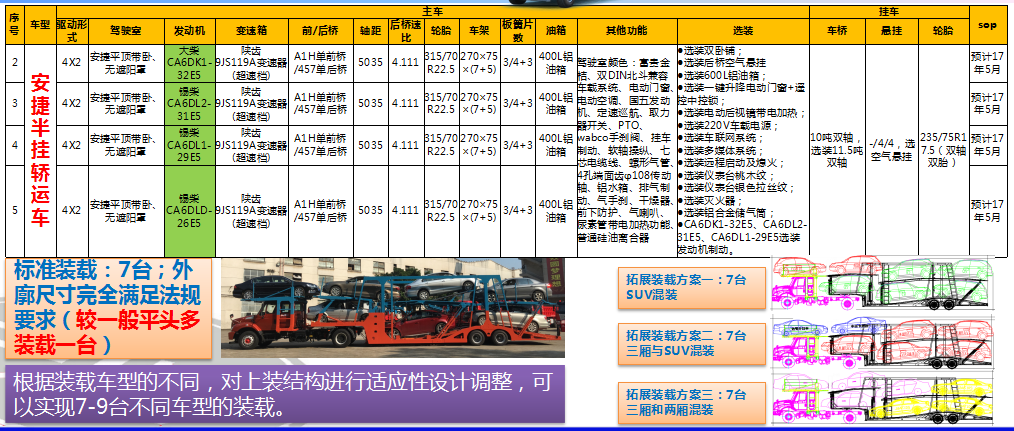 主车
挂车
序号
车型
驱动形式
驾驶室
发动机
变速箱
前/后桥
轴距
后桥速比
轮胎
车架
板簧片数
油箱
其他功能
选装
车桥
悬挂
轮胎
sop
安捷半挂轿运车
2
4X2
安捷平顶带卧、
无遮阳罩
大柴
CA6DK1-
32E5
陕齿
9JS119A变速器
(超速档)
A1H单前桥
/457单后桥
5035
4.111
315/70
R22.5
270×75
×(7+5)
3/4+3
400L铝
油箱
预计17
年5月
3
4X2
安捷平顶带卧、
无遮阳罩
锡柴
CA6DL2-
31E5
陕齿
9JS119A变速器
(超速档)
A1H单前桥
/457单后桥
5035
4.111
315/70
R22.5
270×75
×(7+5)
3/4+3
400L铝
油箱
预计17
年5月
4
4X2
安捷平顶带卧、
无遮阳罩
锡柴
CA6DL1-
29E5
陕齿
9JS119A变速器
(超速档)
A1H单前桥
/457单后桥
5035
4.111
315/70
R22.5
270×75
×(7+5)
3/4+3
400L铝
油箱
预计17
年5月
5
4X2
安捷平顶带卧、
无遮阳罩
锡柴
CA6DLD-
26E5
陕齿
9JS119A变速器
(超速档)
A1H单前桥
/457单后桥
5035
4.111
315/70
R22.5
270×75
×(7+5)
3/4+3
400L铝
油箱
预计17
年5月
驾驶室颜色：富贵金
桔、双DIN北斗兼容
车载系统、电动门窗、
电动空调、国五发动
机、定速巡航、取力
器开关、PTO、
wabco手刹阀、挂车
制动、软轴操纵、七
芯电缆线、螺形气管、
4孔端面齿φ108传动
轴、铝水箱、排气制
动、气手刹、干燥器、
前下防护、气喇叭、
尿素管带电加热功能、
普通硅油离合器
●选装双卧铺；
●选装后桥空气悬挂
●选装600L铝油箱；
●选装一键升降电动门窗+遥
控中控锁；
●选装电动后视镜带电加热；
●选装220V车载电源；
●选装车联网系统；
●选装多媒体系统；
●选装远程启动及熄火；
●选装仪表台桃木纹；
●选装仪表台银色拉丝纹；
●选装灭火器；
●选装铝合金储气筒；
●CA6DK1-32E5、CA6DL2-
31E5、CA6DL1-29E5选装
发动机制动。
10吨双轴，
选装11.5吨
双轴
-/4/4，选
空气悬挂
235/75R1
7.5（双轴
双胎）
标准装载：7台；外
廓尺寸完全满足法规
要求（较一般平头多
装载一台）
拓展装载方案一：7台
SUV混装
拓展装载方案二：7台
三厢与SUV混装
拓展装载方案三：7台
三厢和两厢混装
根据装载车型的不同，对上装结构进行适应性设计调整，可
以实现7-9台不同车型的装载。